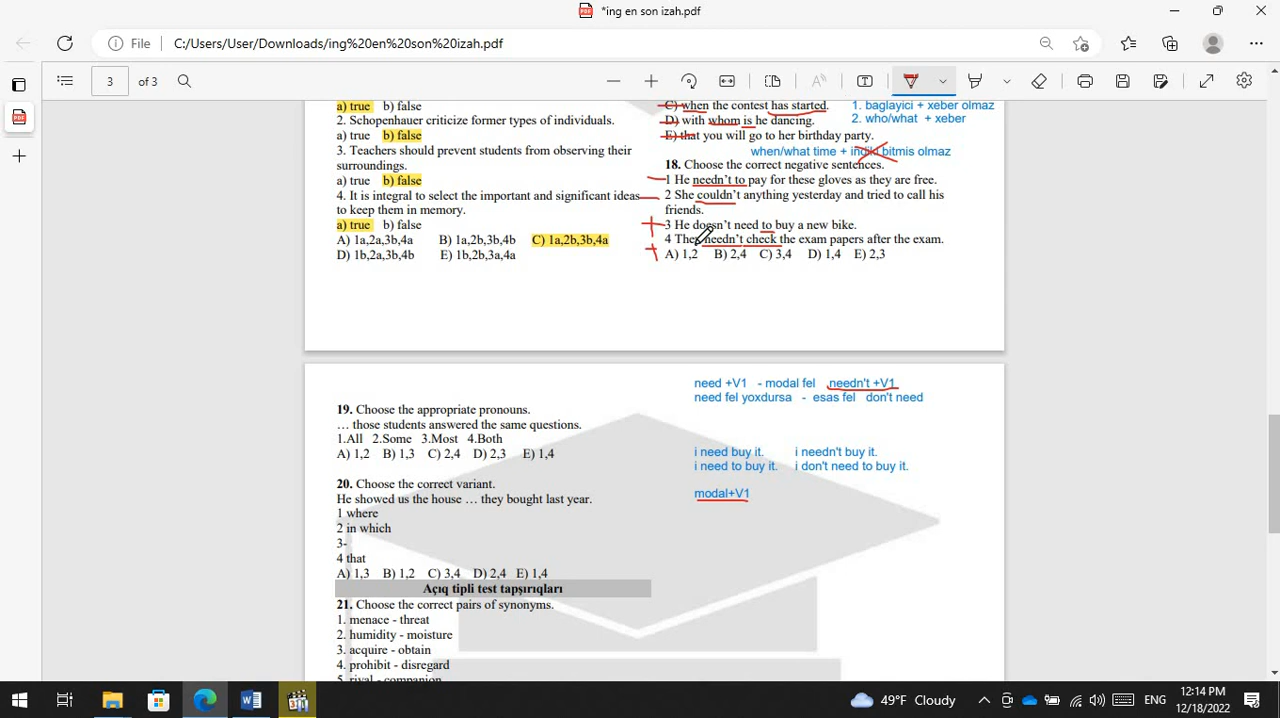 *ing en son izah.pdf
File C:/Users/User/Downloads/ing%20en%20son%20izah.pdf
3 of 3
a) true b) false
2. Schopenhauer criticize former types of individuals.
a) true b) false
3. Teachers should prevent students from observing their
surroundings.
a) true b) false
4. It is integral to select the important and significant ideas
to keep them in memory.
a) true b) false
A) 1a,2a,3b,4a B) 1a,2b,3b,4b C) 1a,2b,3b,4a
D) 1b,2a,3b,4b E) 1b,2b,3a,4a
C) when the contest has started.
D) with whom is he dancing.
E) that you will go to her birthday party.
1. baglayici + xeber olmaz
2. who/what + xeber
when/what time + indiki bitmis olmaz
18. Choose the correct negative sentences.
1 He needn't to pay for these gloves as they are free.
2 She couldn't anything yesterday and tried to call his
friends.
3 He doesn't need to buy a new bike.
4 They needn't check the exam papers after the exam.
A) 1,2 B) 2,4 C) 3,4 D) 1,4 E) 2,3
19. Choose the appropriate pronouns.
… those students answered the same questions.
1.All 2.Some 3.Most 4.Both
A) 1,2 B) 1,3 C) 2,4 D) 2,3 E) 1,4
20. Choose the correct variant.
He showed us the house … they bought last year.
1 where
2 in which
3-
4 that
A) 1,3 B) 1,2 C) 3,4 D) 2,4 E) 1,4
Açıq tipli test tapşırıqları
21. Choose the correct pairs of synonyms.
1. menace - threat
2. humidity - moisture
3. acquire - obtain
4. prohibit - disregard
5. rival - companion
need +V1 - modal fel needn't +V1
need fel yoxdursa - esas fel don't need
i need buy it. i needn't buy it.
i need to buy it. i don't need to buy it.
modal+V1
49°F Cloudy
ENG
12:14 PM
12/18/2022